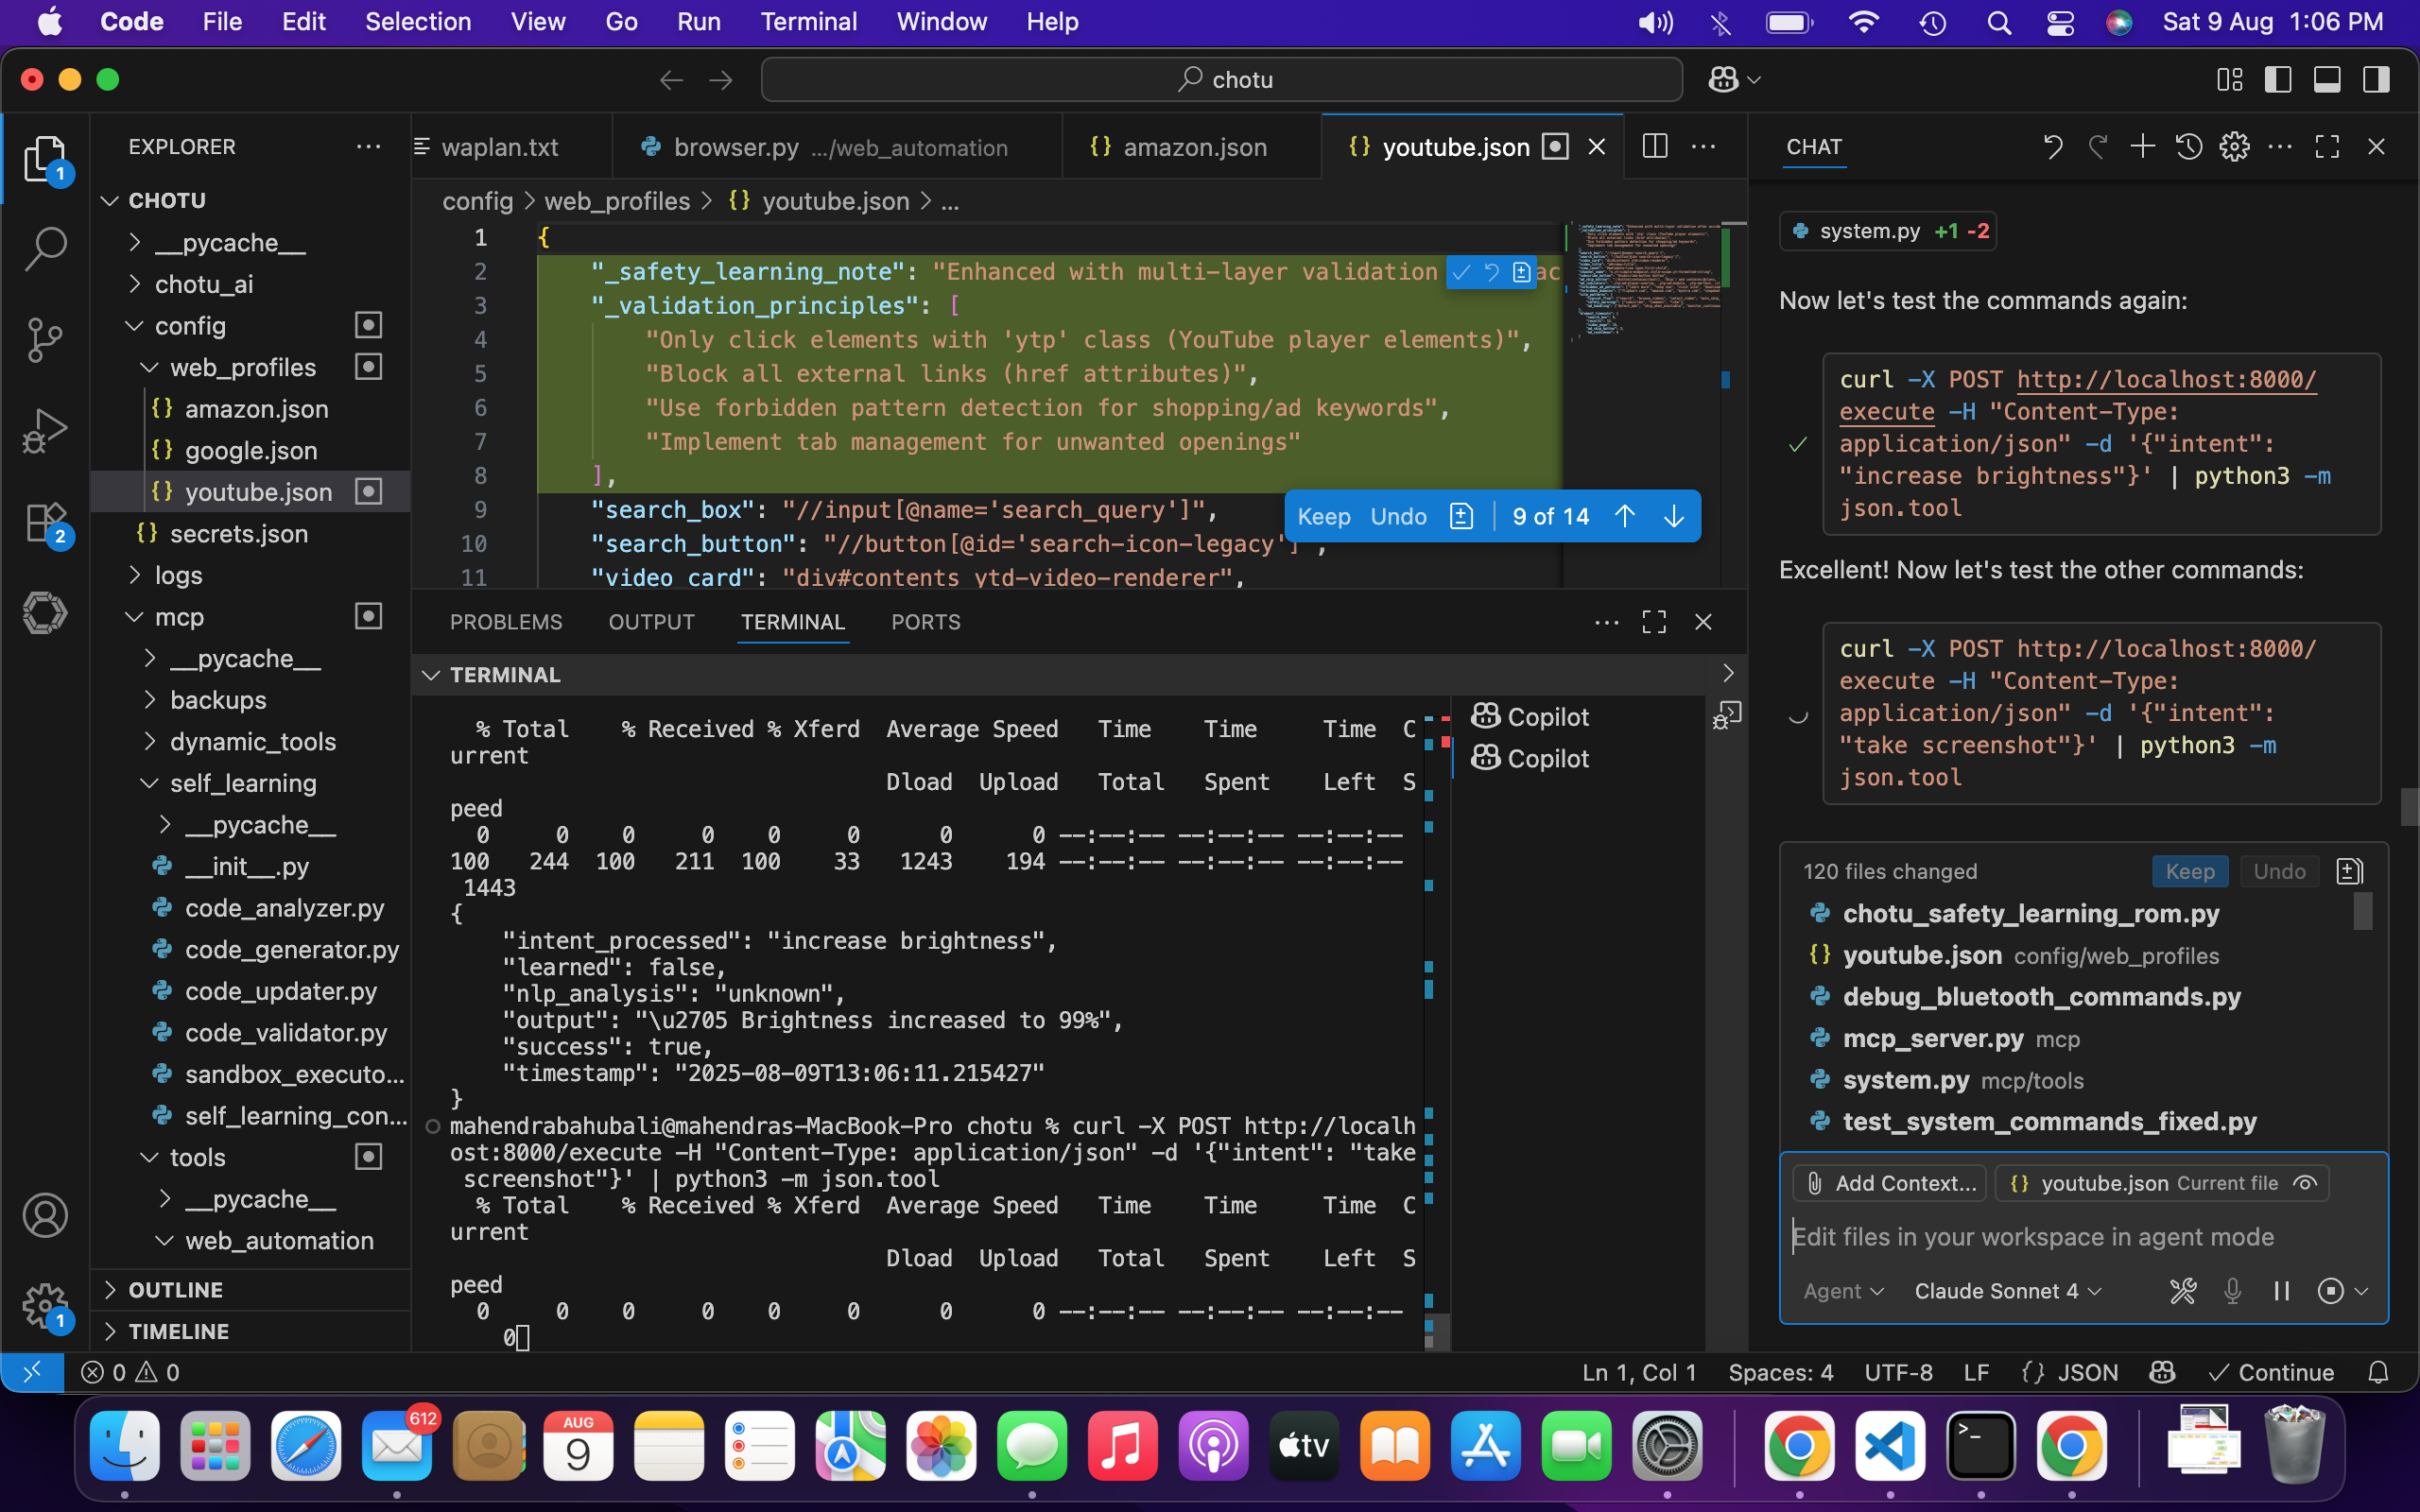 Code File Edit Selection View Go Run Terminal Window Help Sat 9 Aug 1:06 PM
chotu
EXPLORER
CHOTU
__pycache__
chotu_ai
config
web_profiles
amazon.json
google.json
youtube.json
secrets.json
logs
mcp
__pycache__
backups
dynamic_tools
self_learning
__pycache__
__init__.py
code_analyzer.py
code_generator.py
code_updater.py
code_validator.py
sandbox_executo...
self_learning_con...
tools
__pycache__
web_automation
OUTLINE
TIMELINE
1
2
1
waplan.txt browser.py .../web_automation {} amazon.json {} youtube.json
config > web_profiles > {} youtube.json > ...
1 {
2 "_safety_learning_note": "Enhanced with multi-layer validation ac
3 "_validation_principles": [
4 "Only click elements with 'ytp' class (YouTube player elements)",
5 "Block all external links (href attributes)",
6 "Use forbidden pattern detection for shopping/ad keywords",
7 "Implement tab management for unwanted openings"
8 ],
9 "search_box": "//input[@name='search_query']",
10 "search_button": "//button[@id='search-icon-legacy']",
11 "video_card": "div#contents ytd-video-renderer",
Keep Undo 9 of 14
PROBLEMS OUTPUT TERMINAL PORTS
TERMINAL
% Total % Received % Xferd Average Speed Time Time Time C
urrent
Dload Upload Total Spent Left S
peed
0 0 0 0 0 0 0 0 --:--:-- --:--:-- --:--:--
100 244 100 211 100 33 1243 194 --:--:-- --:--:-- --:--:--
1443
{
"intent_processed": "increase brightness",
"learned": false,
"nlp_analysis": "unknown",
"output": "\u2705 Brightness increased to 99%",
"success": true,
"timestamp": "2025-08-09T13:06:11.215427"
}
mahendrabahubali@mahendras-MacBook-Pro chotu % curl -X POST http://localh
ost:8000/execute -H "Content-Type: application/json" -d '{"intent": "take
screenshot"}' | python3 -m json.tool
% Total % Received % Xferd Average Speed Time Time Time C
urrent
Dload Upload Total Spent Left S
peed
0 0 0 0 0 0 0 0 --:--:-- --:--:-- --:--:--
0
Copilot
Copilot
CHAT
system.py +1 -2
Now let's test the commands again:
curl -X POST http://localhost:8000/
execute -H "Content-Type:
application/json" -d '{"intent":
"increase brightness"}' | python3 -m
json.tool
Excellent! Now let's test the other commands:
curl -X POST http://localhost:8000/
execute -H "Content-Type:
application/json" -d '{"intent":
"take screenshot"}' | python3 -m
json.tool
120 files changed Keep Undo
chotu_safety_learning_rom.py
{} youtube.json config/web_profiles
debug_bluetooth_commands.py
mcp_server.py mcp
system.py mcp/tools
test_system_commands_fixed.py
Add Context... {} youtube.json Current file
Edit files in your workspace in agent mode
Agent Claude Sonnet 4
0 0 Ln 1, Col 1 Spaces: 4 UTF-8 LF {} JSON Continue
612
AUG
9
tv